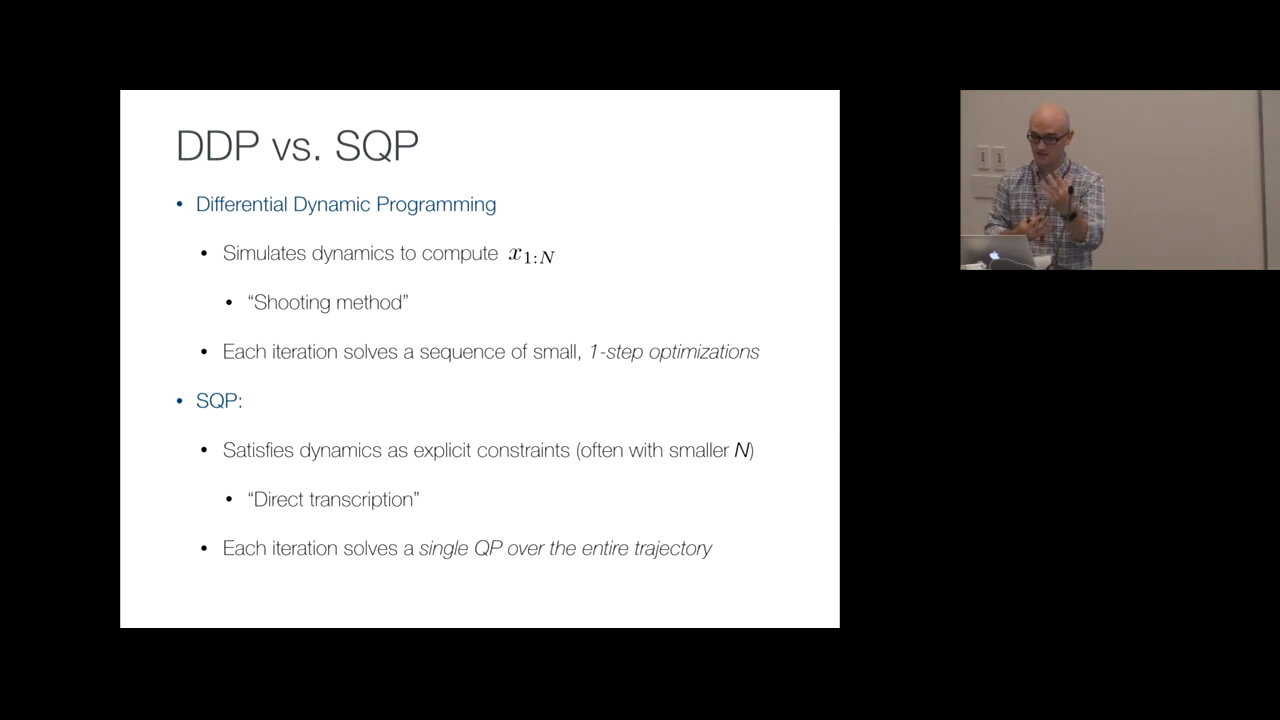 DDP vs. SQP
• Differential Dynamic Programming
• Simulates dynamics to compute x1:N
• “Shooting method”
• Each iteration solves a sequence of small, 1-step optimizations
• SQP:
• Satisfies dynamics as explicit constraints (often with smaller N)
• “Direct transcription”
• Each iteration solves a single QP over the entire trajectory